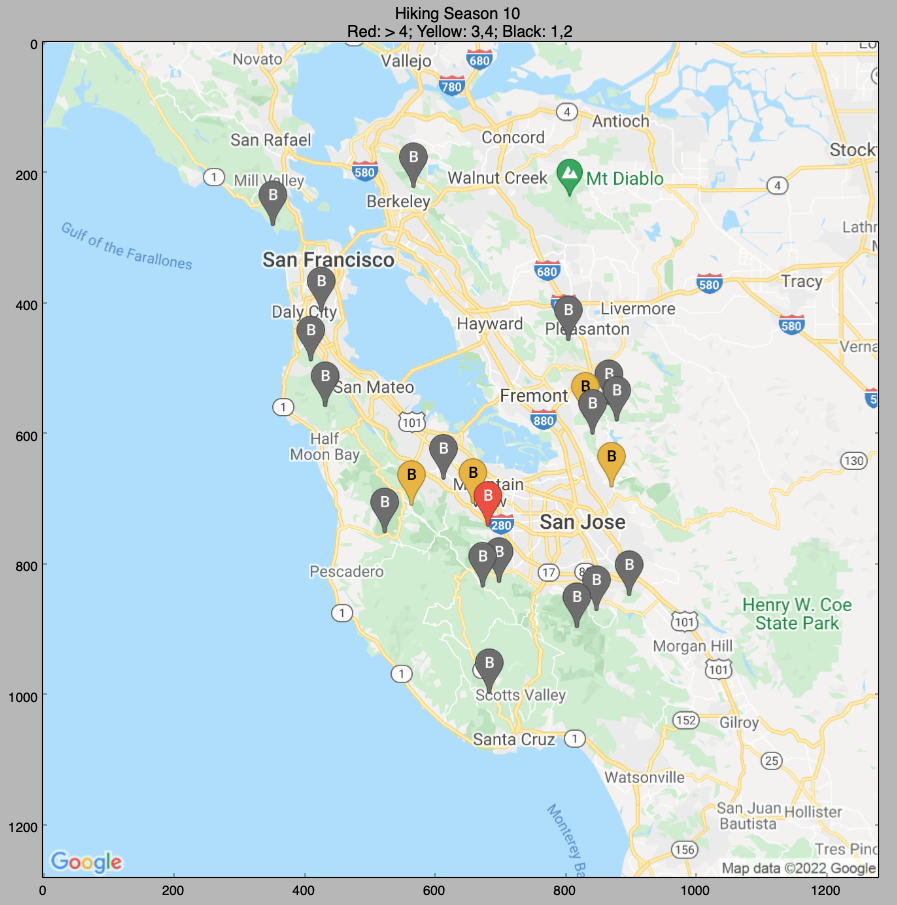 Hiking Season 10
Red: > 4; Yellow: 3,4; Black: 1,2
0
200
400
600
800
1000
1200
0
200
400
600
800
1000
1200
Novato
Vallejo
680
780
4
Antioch
Concord
San Rafael
580
B
1
Mill Valley
Walnut Creek
Mt Diablo
4
Stock
B
Berkeley
Gulf of the Farallones
San Francisco
680
580
Tracy
B
Daly City
B
Hayward
B
Pleasanton
Livermore
580
B
San Mateo
Fremont
B
B
B
B
1
101
880
Half
Moon Bay
B
B
130
B
B
Mountain
View
B
B
280
San Jose
Pescadero
B
B
17
B
B
B
1
Henry W. Coe
State Park
101
Morgan Hill
101
B
1
Scotts Valley
152
Gilroy
Santa Cruz
1
25
Watsonville
San Juan
Bautista
Hollister
Monterey Ba
156
Tres Pin
Google
Map data ©2022 Google